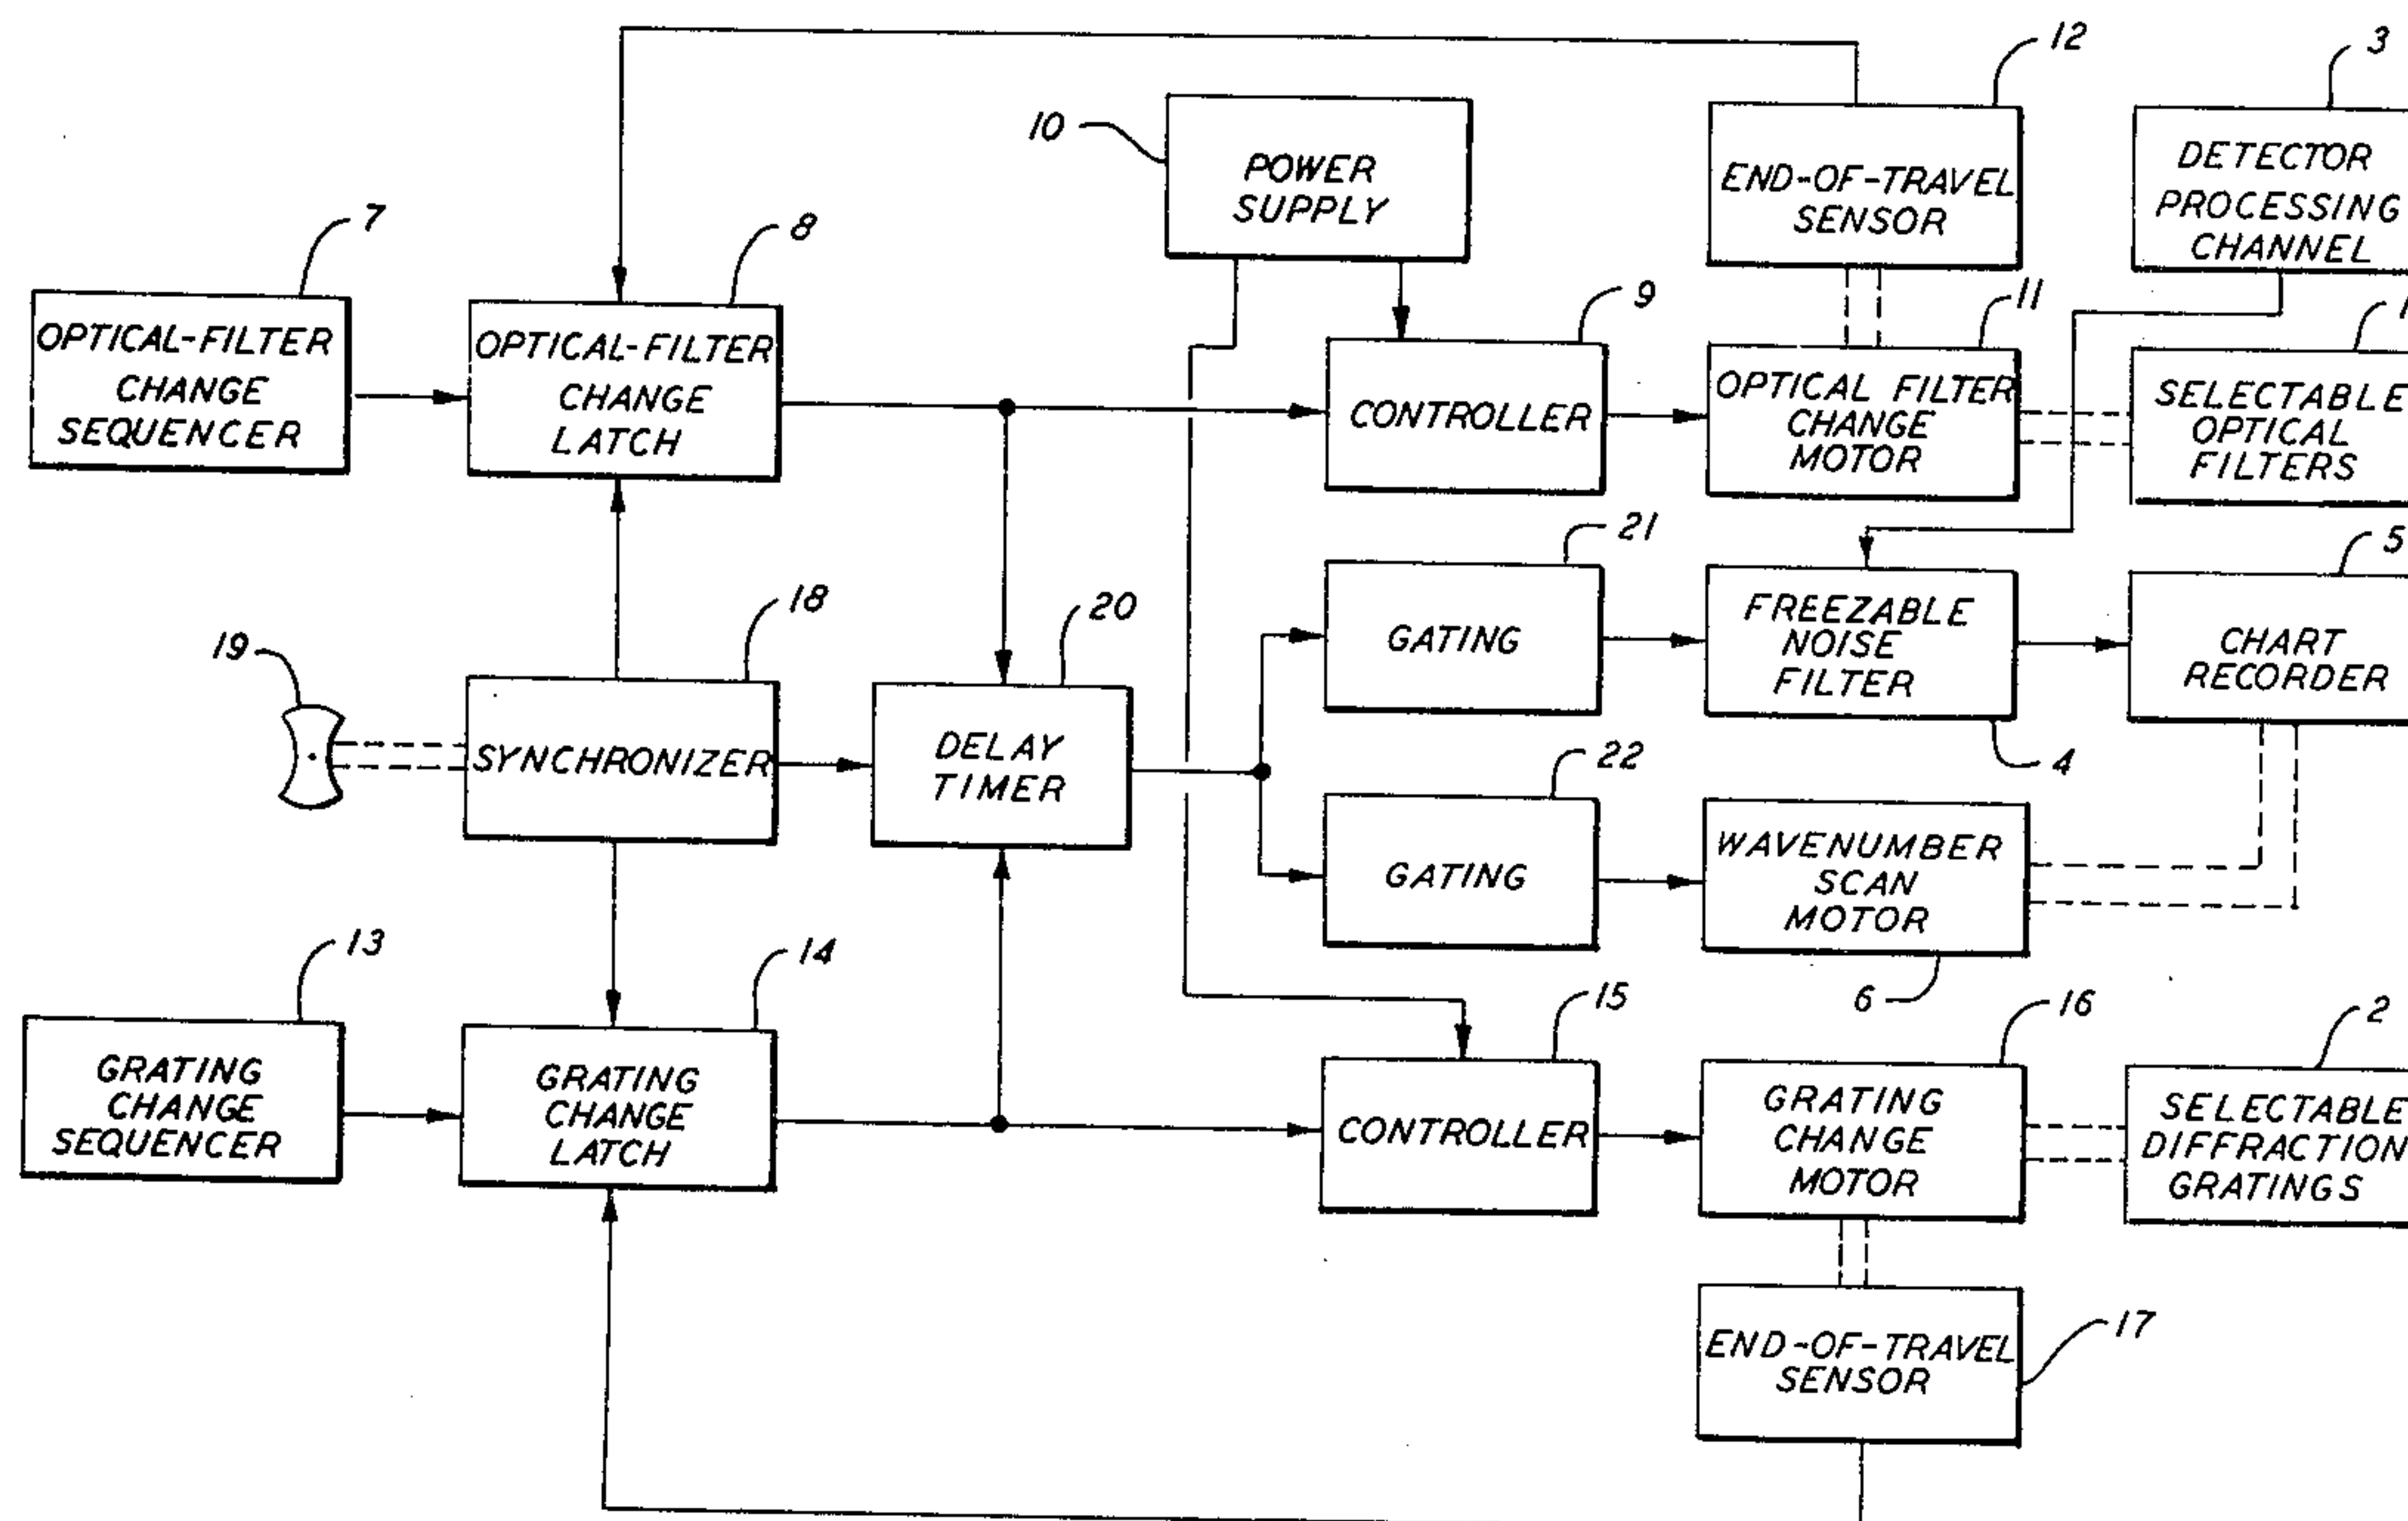 12
3
10
POWER
SUPPLY
END-OF-TRAVEL
SENSOR
DETECTOR
PROCESSING
CHANNEL
7
8
9
11
1
OPTICAL-FILTER
CHANGE
SEQUENCER
OPTICAL-FILTER
CHANGE
LATCH
CONTROLLER
OPTICAL FILTER
CHANGE
MOTOR
SELECTABLE
OPTICAL
FILTERS
21
5
18
20
19
GATING
FREEZABLE
NOISE
FILTER
CHART
RECORDER
4
SYNCHRONIZER
DELAY
TIMER
22
GATING
WAVENUMBER
SCAN
MOTOR
6
13
14
15
16
2
GRATING
CHANGE
SEQUENCER
GRATING
CHANGE
LATCH
CONTROLLER
GRATING
CHANGE
MOTOR
SELECTABLE
DIFFRACTION
GRATINGS
END-OF-TRAVEL
SENSOR
17